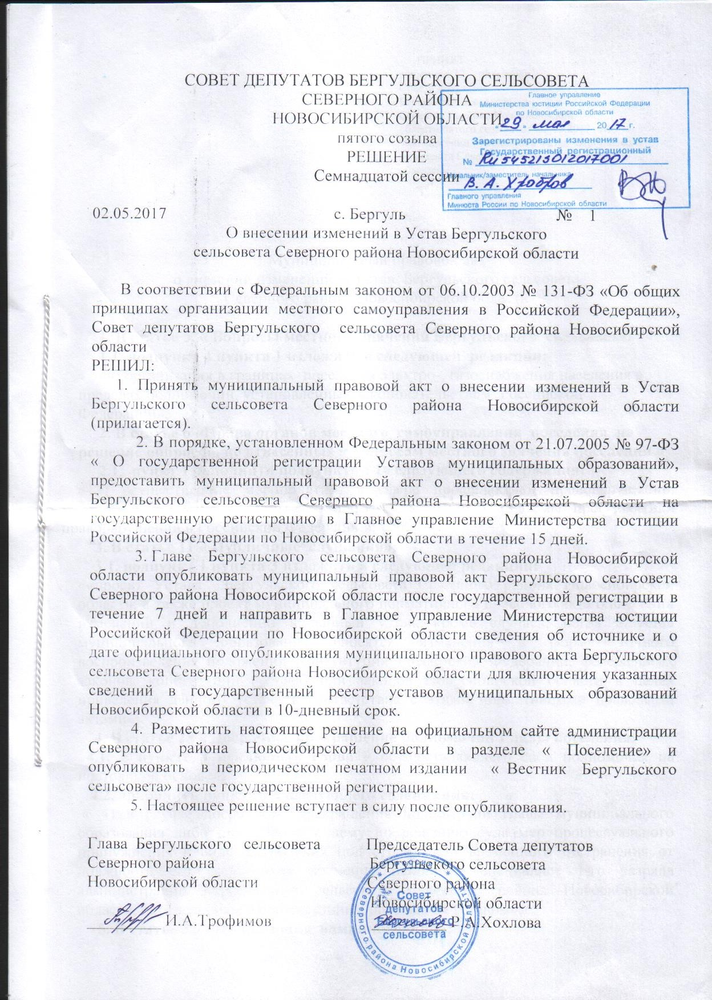 СОВЕТ ДЕПУТАТОВ БЕРГУЛЬСКОГО СЕЛЬСОВЕТА
СЕВЕРНОГО РАЙОНА
НОВОСИБИРСКОЙ ОБЛАСТИ
пятого созыва
РЕШЕНИЕ
Семнадцатой сессии
Главное управление
Министерства юстиции Российской Федерации
по Новосибирской области
«29» мая 2017 г.
Зарегистрированы изменения в устав
Государственный регистрационный
№ Ru 545213012017001
Начальник/заместитель начальника
В. А. Хробров
Главного управления
Минюста России по Новосибирской области
02.05.2017 с. Бергуль № 1
О внесении изменений в Устав Бергульского
сельсовета Северного района Новосибирской области
В соответствии с Федеральным законом от 06.10.2003 № 131-ФЗ «Об общих
принципах организации местного самоуправления в Российской Федерации»,
Совет депутатов Бергульского сельсовета Северного района Новосибирской
области
РЕШИЛ:
1. Принять муниципальный правовой акт о внесении изменений в Устав
Бергульского сельсовета Северного района Новосибирской области
(прилагается).
2. В порядке, установленном Федеральным законом от 21.07.2005 № 97-ФЗ
« О государственной регистрации Уставов муниципальных образований»,
предоставить муниципальный правовой акт о внесении изменений в Устав
Бергульского сельсовета Северного района Новосибирской области на
государственную регистрацию в Главное управление Министерства юстиции
Российской Федерации по Новосибирской области в течение 15 дней.
3. Главе Бергульского сельсовета Северного района Новосибирской
области опубликовать муниципальный правовой акт Бергульского сельсовета
Северного района Новосибирской области после государственной регистрации в
течение 7 дней и направить в Главное управление Министерства юстиции
Российской Федерации по Новосибирской области сведения об источнике и о
дате официального опубликования муниципального правового акта Бергульского
сельсовета Северного района Новосибирской области для включения указанных
сведений в государственный реестр уставов муниципальных образований
Новосибирской области в 10-дневный срок.
4. Разместить настоящее решение на официальном сайте администрации
Северного района Новосибирской области в разделе « Поселение» и
опубликовать в периодическом печатном издании « Вестник Бергульского
сельсовета» после государственной регистрации.
5. Настоящее решение вступает в силу после опубликования.
Глава Бергульского сельсовета Председатель Совета депутатов
Северного района Бергульского сельсовета
Новосибирской области Северного района
Новосибирской области
И.А.Трофимов Р.А.Хохлова
* Россия *
Северного района Новосибирской области
Совет
депутатов
Бергульского
сельсовета